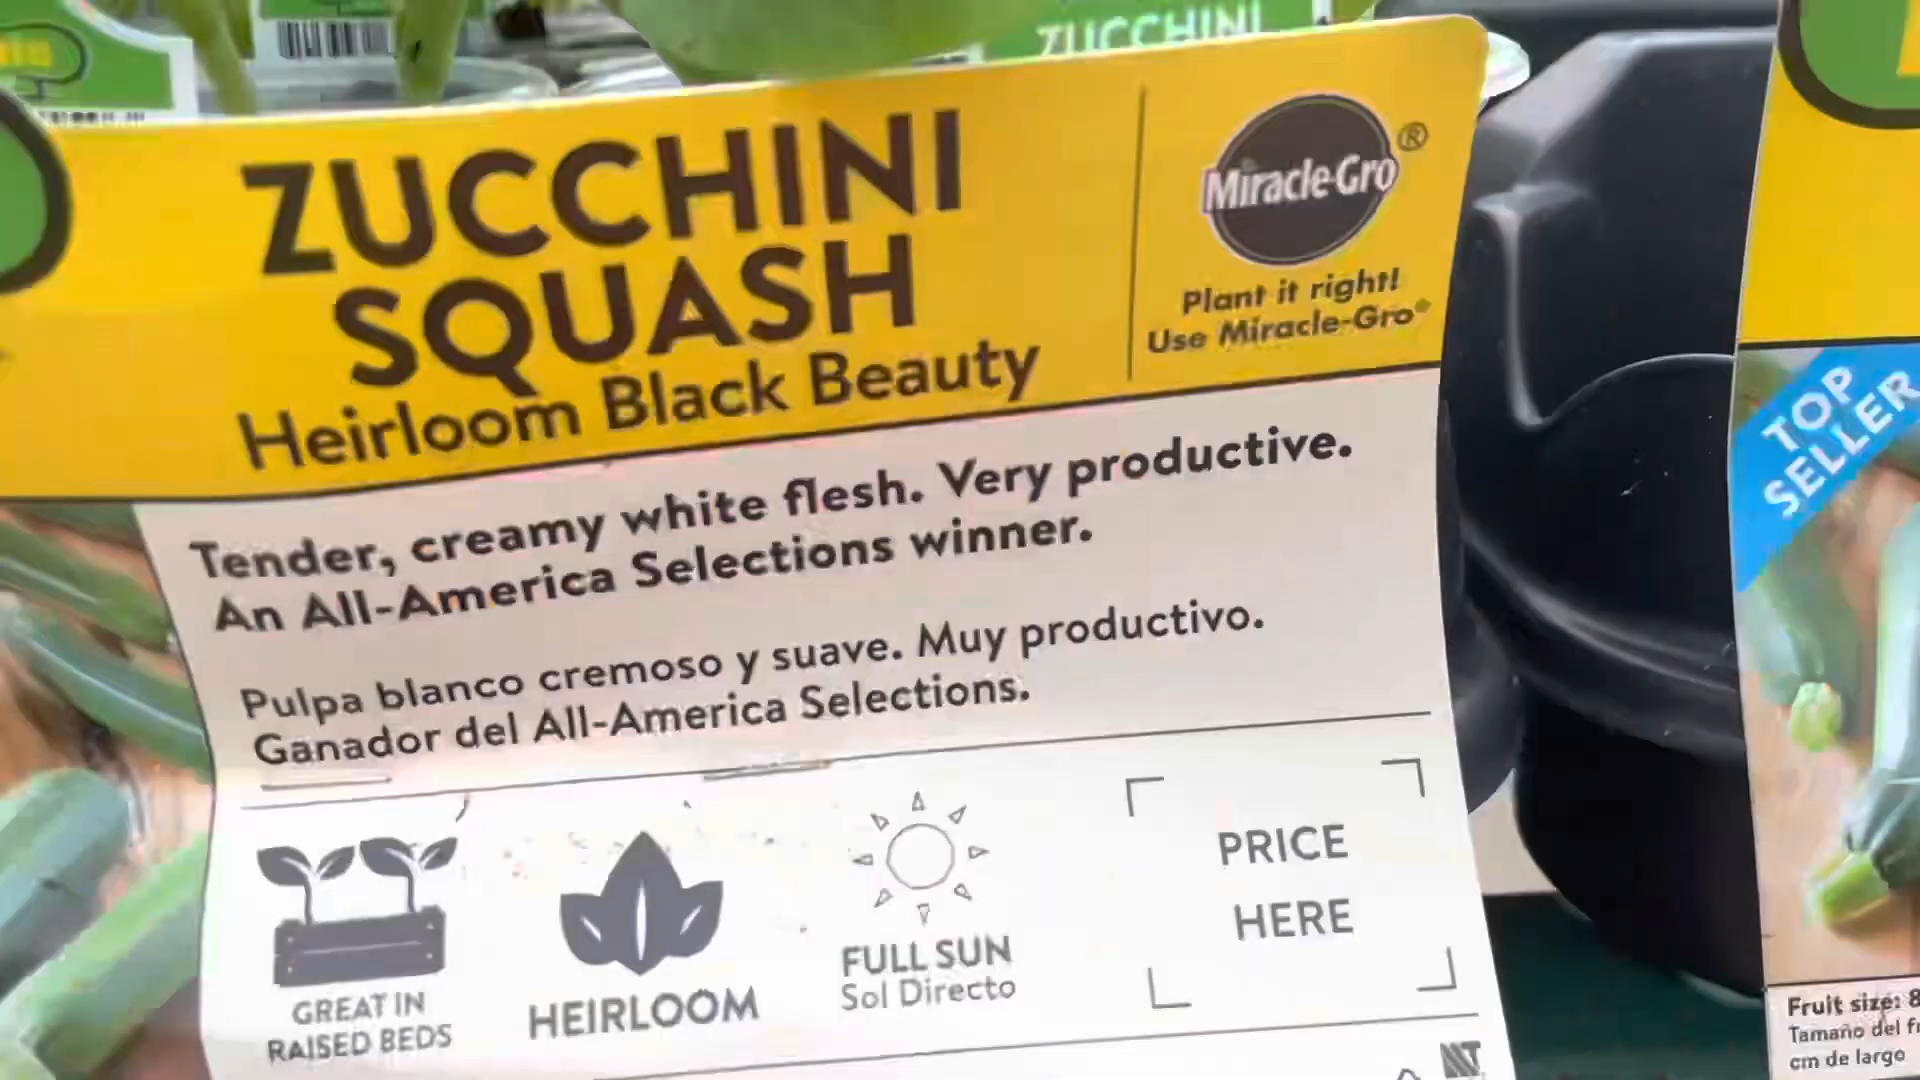 ZUCCHINI
ZUCCHINI
SQUASH
Heirloom Black Beauty
Miracle-Gro®
Plant it right!
Use Miracle-Gro®
Tender, creamy white flesh. Very productive.
An All-America Selections winner.
Pulpa blanco cremoso y suave. Muy productivo.
Ganador del All-America Selections.
GREAT IN
RAISED BEDS
HEIRLOOM
FULL SUN
Sol Directo
PRICE
HERE
TOP
SELLER
Fruit size: 8
Tamaño del
cm de largo